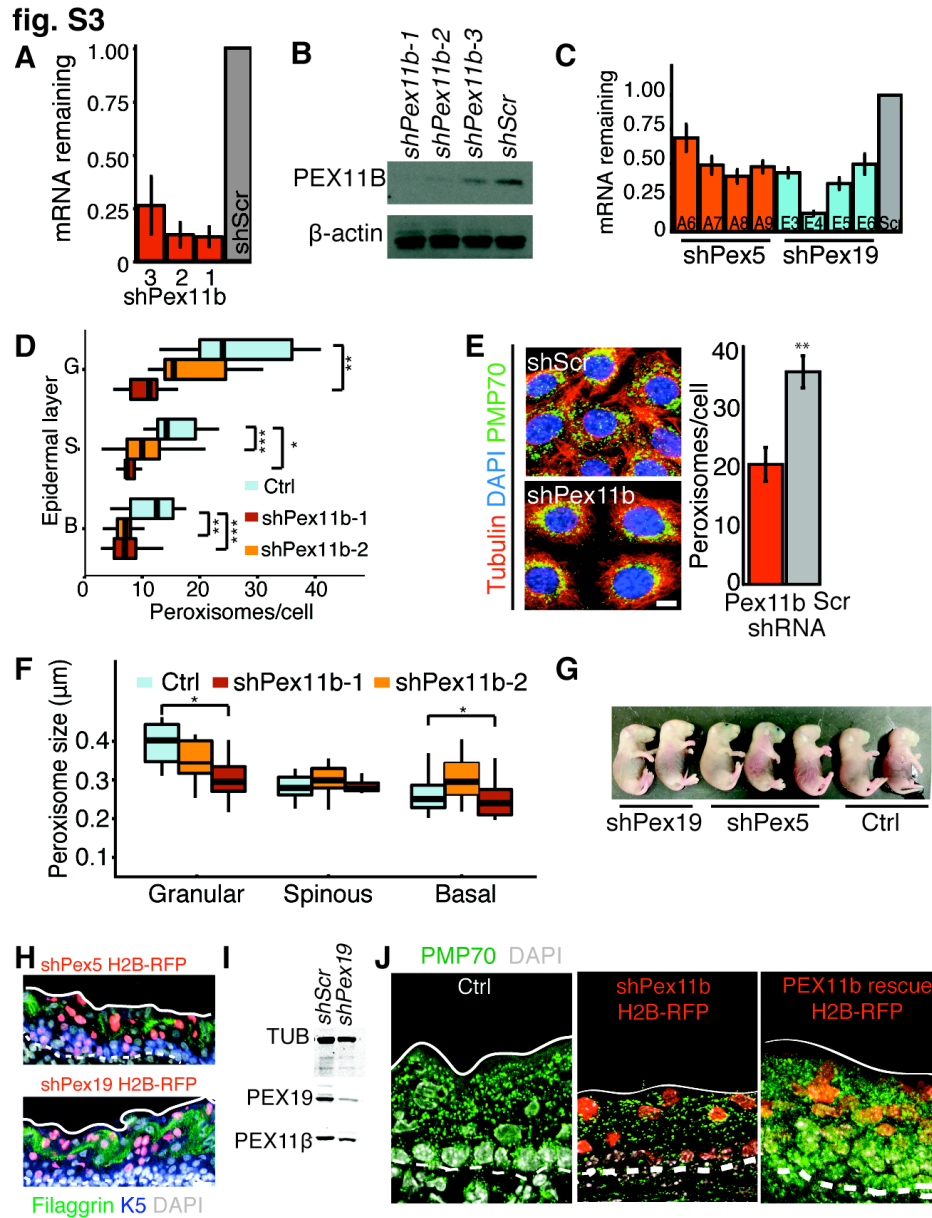 fig. S3
A
mRNA remaining
1.00
0.75
0.50
0.25
0
shScr
3 2 1
shPex11b
B
shPex11b-1
shPex11b-2
shPex11b-3
shScr
PEX11B
β-actin
C
mRNA remaining
1.00
0.75
0.50
0.25
0
A6 A7 A8 A9 E3 E4 E5 E6 Scr
shPex5 shPex19
D
Epidermal layer
G
S
B
**
***
*
**
***
Ctrl
shPex11b-1
shPex11b-2
0 10 20 30 40
Peroxisomes/cell
E
Tubulin DAPI PMP70
shScr
shPex11b
Peroxisomes/cell
40
30
20
10
0
**
Pex11b Scr
shRNA
F
Peroxisome size (µm)
Ctrl shPex11b-1 shPex11b-2
* *
0.4
0.3
0.2
0.1
Granular Spinous Basal
G
shPex19 shPex5 Ctrl
H
shPex5 H2B-RFP
shPex19 H2B-RFP
Filaggrin K5 DAPI
I
shScr
shPex19
TUB
PEX19
PEX11β
J
PMP70 DAPI
Ctrl
shPex11b
H2B-RFP
PEX11b rescue
H2B-RFP